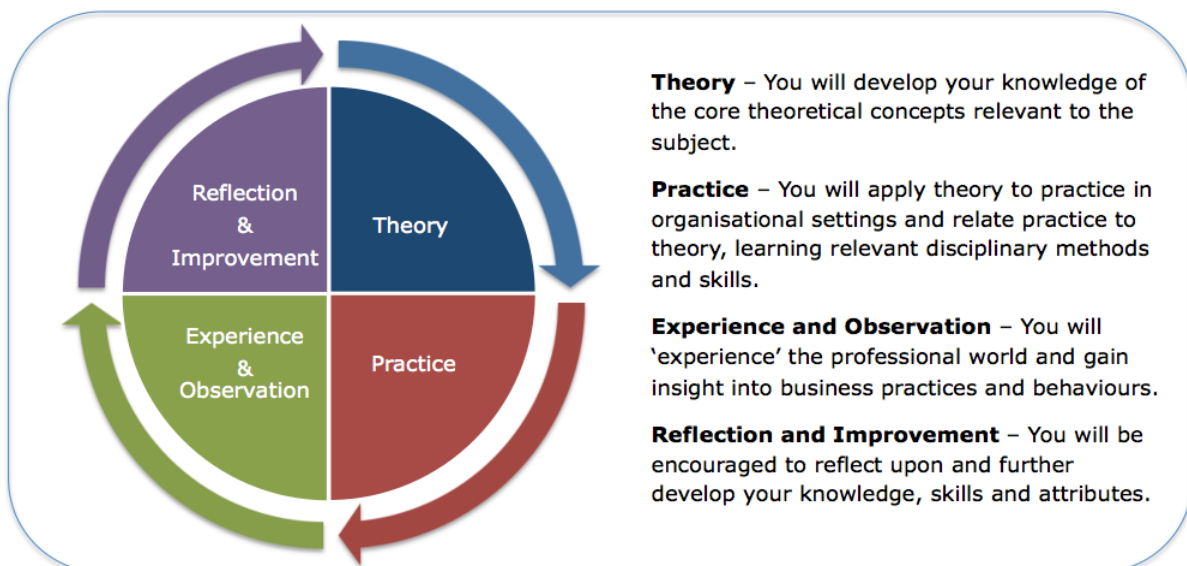 Reflection
&
Improvement
Theory
Experience
&
Observation
Practice
Theory – You will develop your knowledge of
the core theoretical concepts relevant to the
subject.
Practice – You will apply theory to practice in
organisational settings and relate practice to
theory, learning relevant disciplinary methods
and skills.
Experience and Observation – You will
‘experience’ the professional world and gain
insight into business practices and behaviours.
Reflection and Improvement – You will be
encouraged to reflect upon and further
develop your knowledge, skills and attributes.